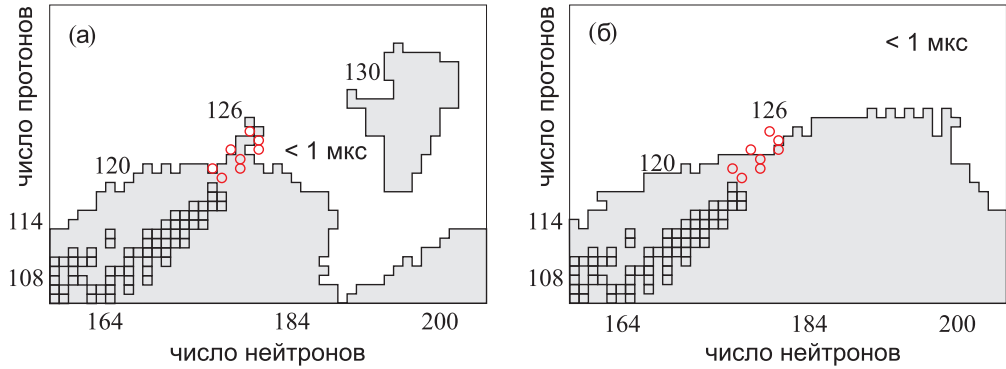 (а)
число протонов
130
126
< 1 мкс
120
114
108
164
184
200
число нейтронов
(б)
число протонов
< 1 мкс
126
120
114
108
164
184
200
число нейтронов